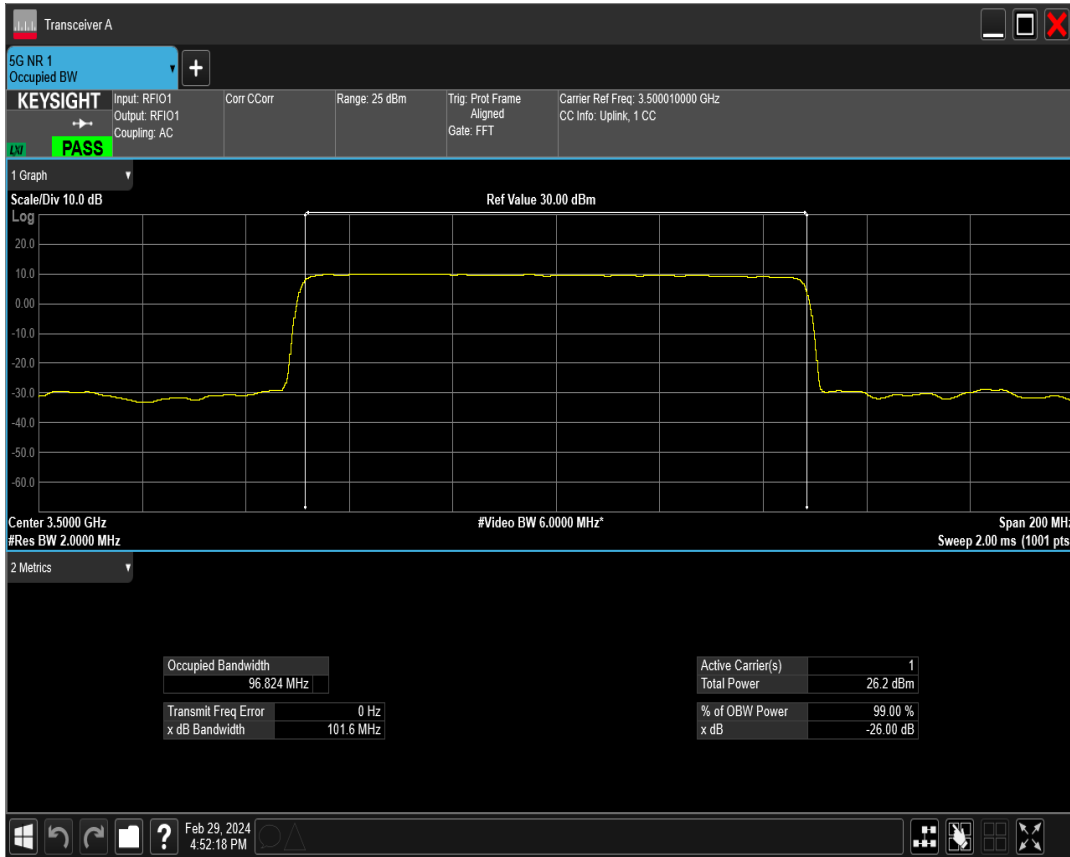 Transceiver A
5G NR 1
Occupied BW
KEYSIGHT
LXI
PASS
Input: RFIO1
Output: RFIO1
Coupling: AC
Corr CCorr
Range: 25 dBm
Trig: Prot Frame
Aligned
Gate: FFT
Carrier Ref Freq: 3.500010000 GHz
CC Info: Uplink, 1 CC
1 Graph
Scale/Div 10.0 dB
Ref Value 30.00 dBm
Log
20.0
10.0
0.00
-10.0
-20.0
-30.0
-40.0
-50.0
-60.0
Center 3.5000 GHz
#Video BW 6.0000 MHz*
Span 200 MHz
#Res BW 2.0000 MHz
Sweep 2.00 ms (1001 pts
2 Metrics
Occupied Bandwidth
96.824 MHz
Transmit Freq Error 0 Hz
x dB Bandwidth 101.6 MHz
Active Carrier(s) 1
Total Power 26.2 dBm
% of OBW Power 99.00 %
x dB -26.00 dB
?
Feb 29, 2024
4:52:18 PM